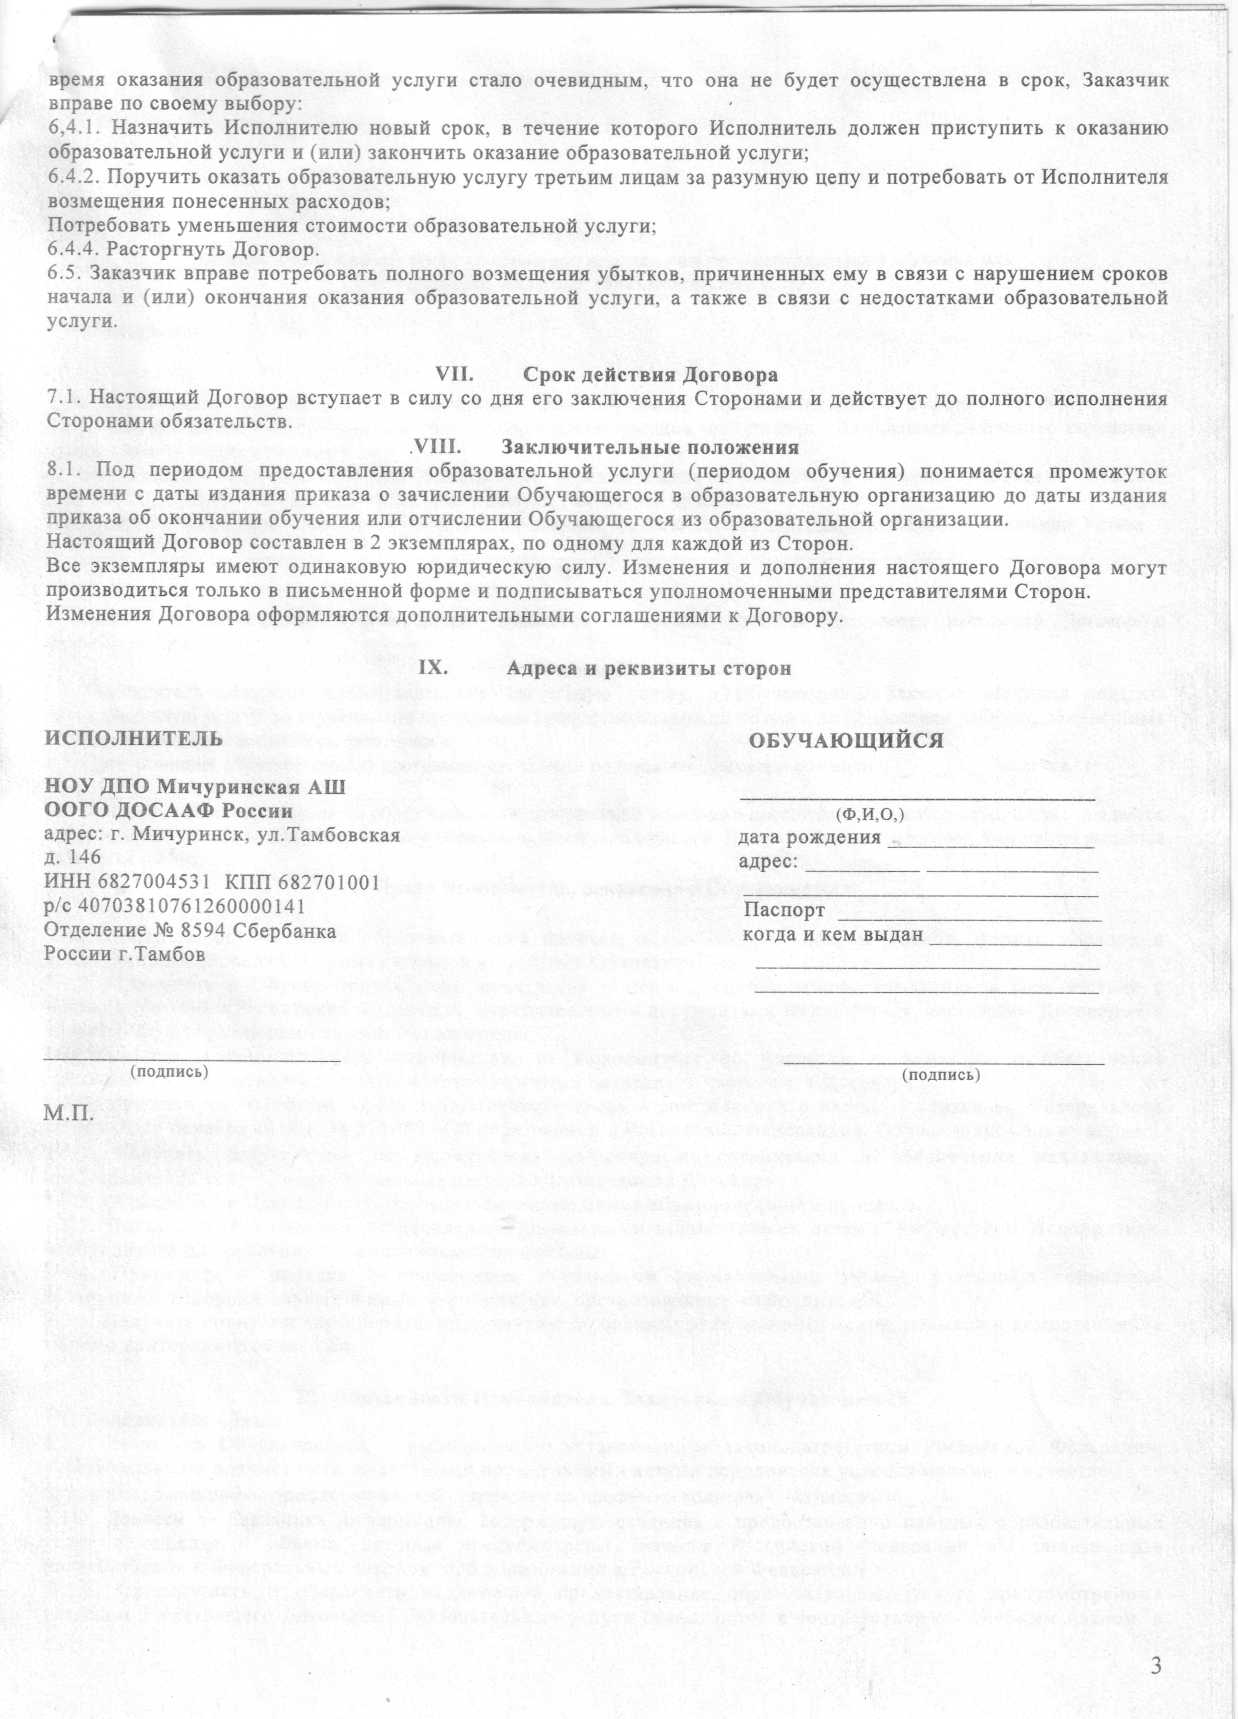 время оказания образовательной услуги стало очевидным, что она не будет осуществлена в срок, Заказчик
вправе по своему выбору:
6,4.1. Назначить Исполнителю новый срок, в течение которого Исполнитель должен приступить к оказанию
образовательной услуги и (или) закончить оказание образовательной услуги;
6.4.2. Поручить оказать образовательную услугу третьим лицам за разумную цепу и потребовать от Исполнителя
возмещения понесенных расходов;
Потребовать уменьшения стоимости образовательной услуги;
6.4.4. Расторгнуть Договор.
6.5. Заказчик вправе потребовать полного возмещения убытков, причиненных ему в связи с нарушением сроков
начала и (или) окончания оказания образовательной услуги, а также в связи с недостатками образовательной
услуги.
VII. Срок действия Договора
7.1. Настоящий Договор вступает в силу со дня его заключения Сторонами и действует до полного исполнения
Сторонами обязательств.
.VIII. Заключительные положения
8.1. Под периодом предоставления образовательной услуги (периодом обучения) понимается промежуток
времени с даты издания приказа о зачислении Обучающегося в образовательную организацию до даты издания
приказа об окончании обучения или отчислении Обучающегося из образовательной организации.
Настоящий Договор составлен в 2 экземплярах, по одному для каждой из Сторон.
Все экземпляры имеют одинаковую юридическую силу. Изменения и дополнения настоящего Договора могут
производиться только в письменной форме и подписываться уполномоченными представителями Сторон.
Изменения Договора оформляются дополнительными соглашениями к Договору.
IX. Адреса и реквизиты сторон
ИСПОЛНИТЕЛЬ
НОУ ДПО Мичуринская АШ
ООГО ДОСААФ России
адрес: г. Мичуринск, ул.Тамбовская
д. 146
ИНН 6827004531 КПП 682701001
р/с 40703810761260000141
Отделение № 8594 Сбербанка
России г.Тамбов
(подпись)
М.П.
ОБУЧАЮЩИЙСЯ
(Ф,И,О,)
дата рождения
адрес:
Паспорт
когда и кем выдан
(подпись)
3